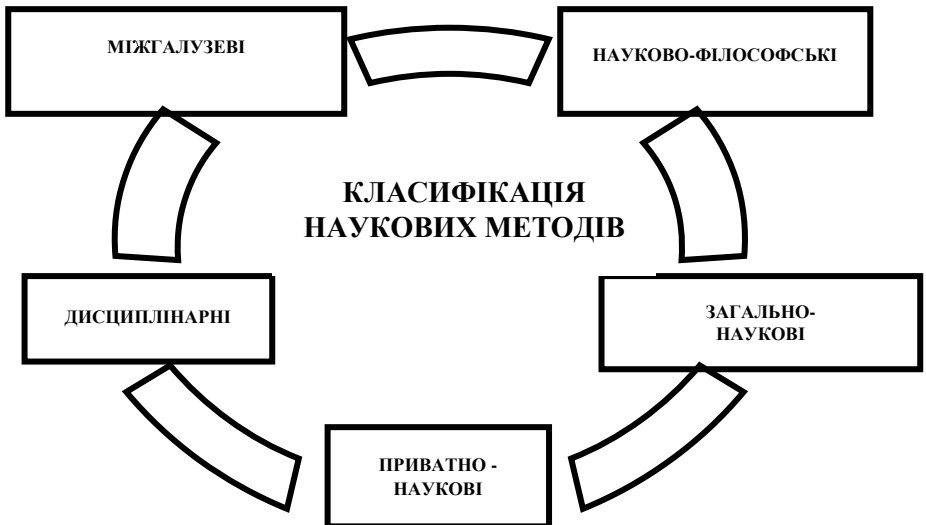 МІЖГАЛУЗЕВІ
НАУКОВО-ФІЛОСОФСЬКІ
КЛАСИФІКАЦІЯ
НАУКОВИХ МЕТОДІВ
ДИСЦИПЛІНАРНІ
ЗАГАЛЬНО-
НАУКОВІ
ПРИВАТНО -
НАУКОВІ